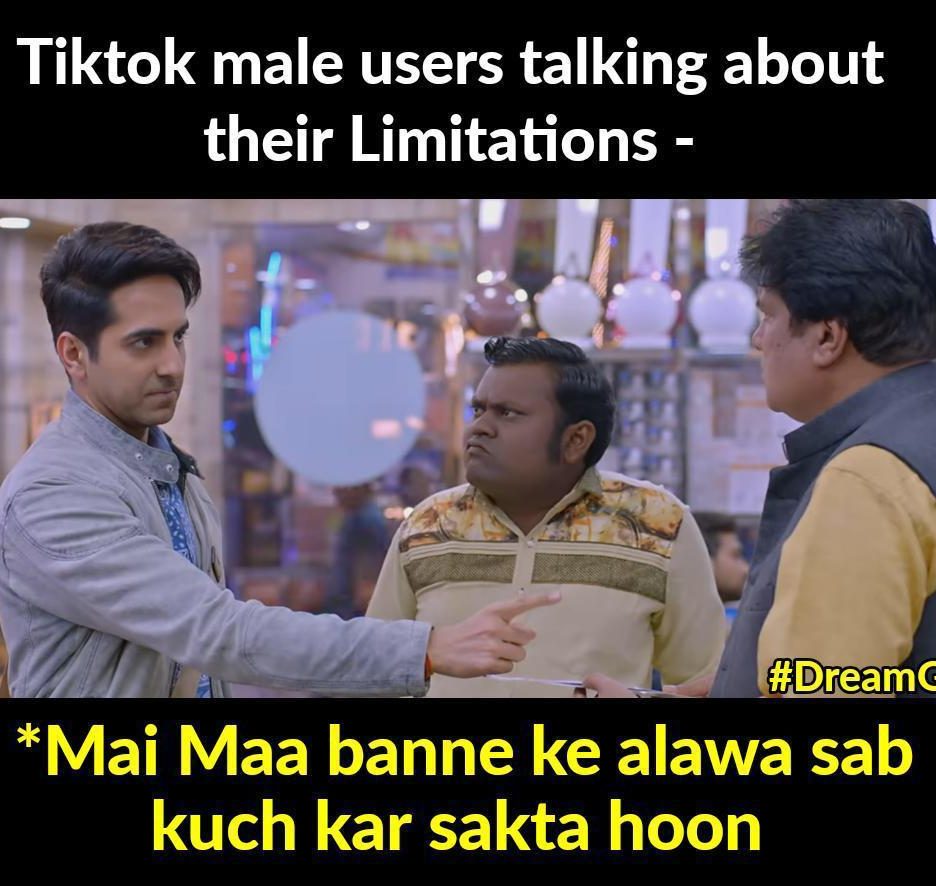 Tiktok male users talking about
their Limitations -
#DreamG
*Mai Maa banne ke alawa sab
kuch kar sakta hoon